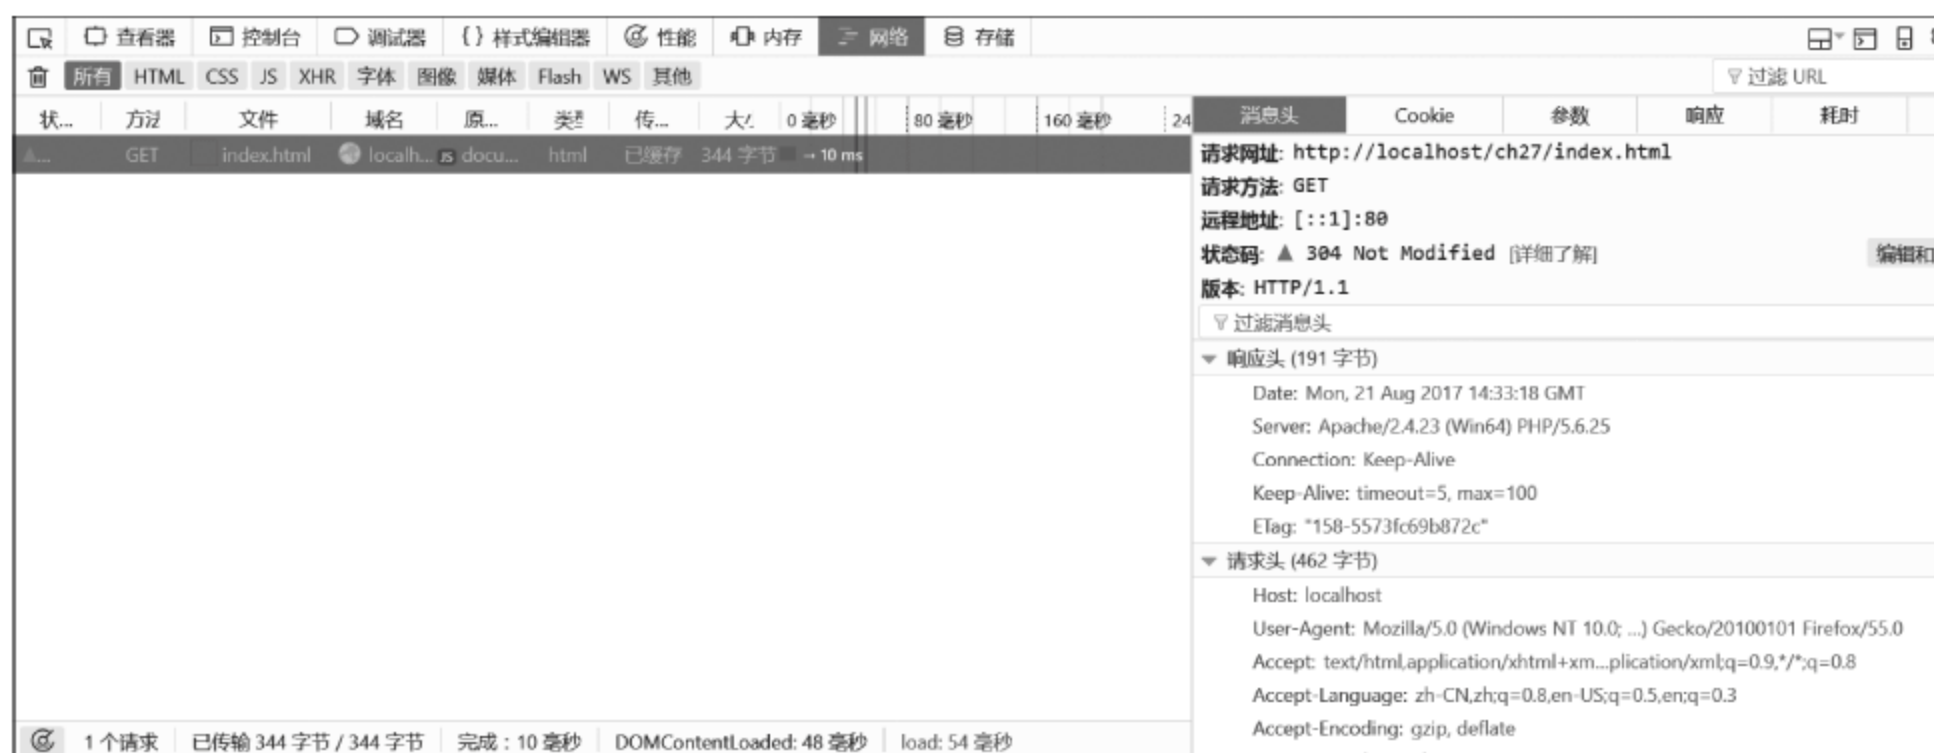 查看器 控制台 调试器 {} 样式编辑器 性能 内存 网络 存储
所有 HTML CSS JS XHR 字体 图像 媒体 Flash WS 其他 过滤 URL
状... 方法 文件 域名 原... 类型 传... 大小 0 毫秒 80 毫秒 160 毫秒 24 消息头 Cookie 参数 响应 耗时
▲... GET index.html localh... JS docu... html 已缓存 344 字节 → 10 ms
请求网址: http://localhost/ch27/index.html
请求方法: GET
远程地址: [::1]:80
状态码: ▲ 304 Not Modified [详细了解] 编辑和
版本: HTTP/1.1
过滤消息头
响应头 (191 字节)
Date: Mon, 21 Aug 2017 14:33:18 GMT
Server: Apache/2.4.23 (Win64) PHP/5.6.25
Connection: Keep-Alive
Keep-Alive: timeout=5, max=100
ETag: "158-5573fc69b872c"
请求头 (462 字节)
Host: localhost
User-Agent: Mozilla/5.0 (Windows NT 10.0; ...) Gecko/20100101 Firefox/55.0
Accept: text/html,application/xhtml+xm...plication/xml;q=0.9,*/*;q=0.8
Accept-Language: zh-CN,zh;q=0.8,en-US;q=0.5,en;q=0.3
Accept-Encoding: gzip, deflate
1 个请求 已传输 344 字节 / 344 字节 完成：10 毫秒 DOMContentLoaded: 48 毫秒 load: 54 毫秒